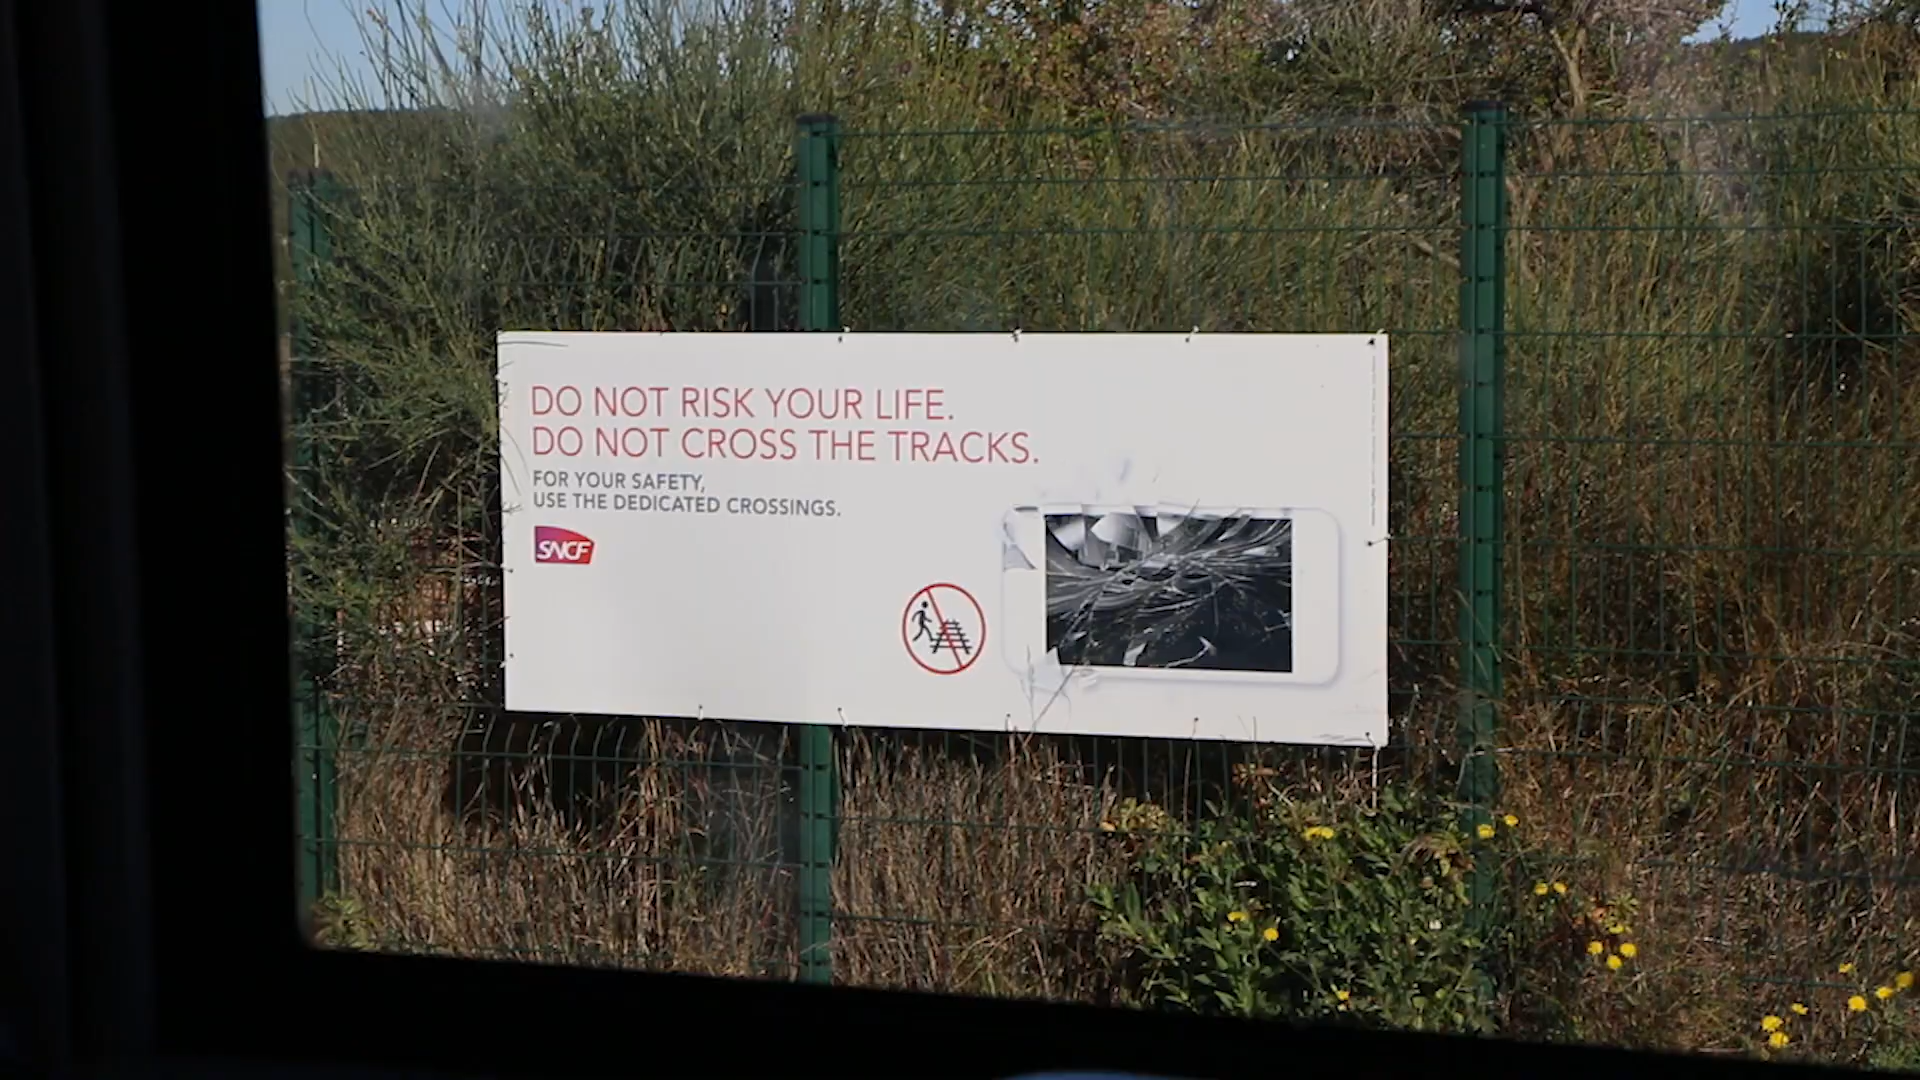 DO NOT RISK YOUR LIFE.
DO NOT CROSS THE TRACKS.
FOR YOUR SAFETY,
USE THE DEDICATED CROSSINGS.
SNCF